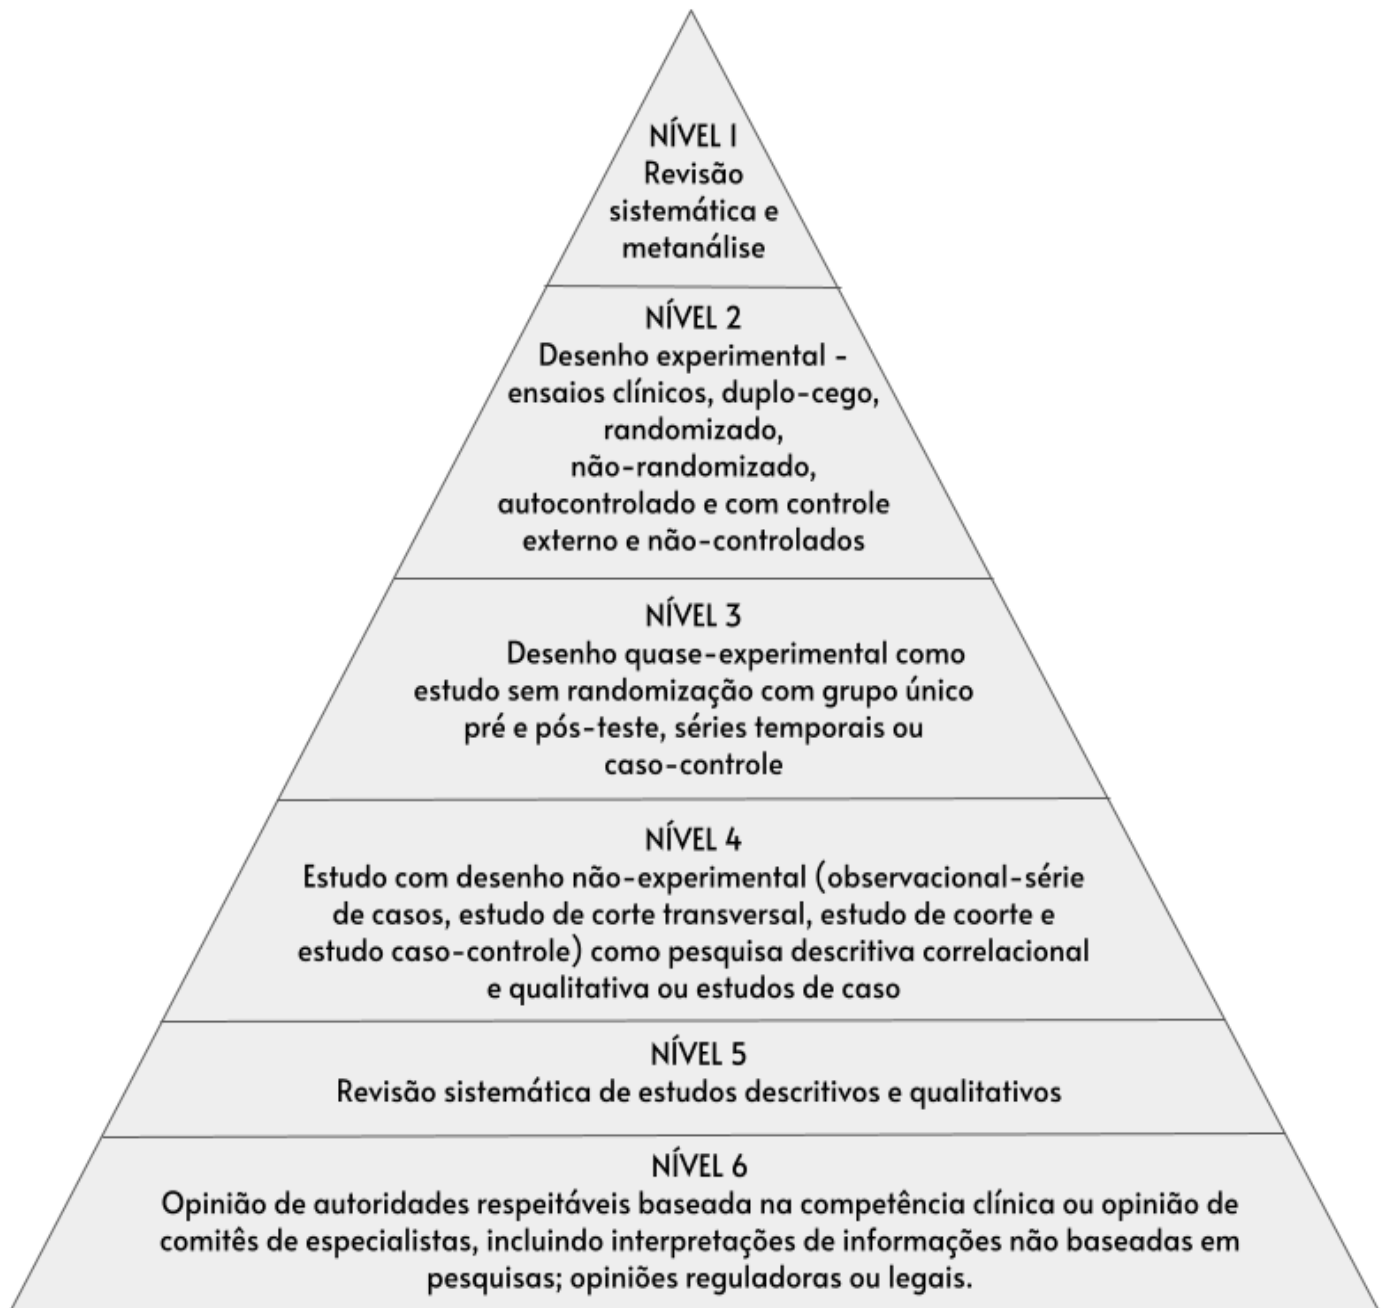 NÍVEL 1
Revisão
sistemática e
metanálise
NÍVEL 2
Desenho experimental -
ensaios clínicos, duplo-cego,
randomizado,
não-randomizado,
autocontrolado e com controle
externo e não-controlados
NÍVEL 3
Desenho quase-experimental como
estudo sem randomização com grupo único
pré e pós-teste, séries temporais ou
caso-controle
NÍVEL 4
Estudo com desenho não-experimental (observacional-série
de casos, estudo de corte transversal, estudo de coorte e
estudo caso-controle) como pesquisa descritiva correlacional
e qualitativa ou estudos de caso
NÍVEL 5
Revisão sistemática de estudos descritivos e qualitativos
NÍVEL 6
Opinião de autoridades respeitáveis baseada na competência clínica ou opinião de
comitês de especialistas, incluindo interpretações de informações não baseadas em
pesquisas; opiniões reguladoras ou legais.